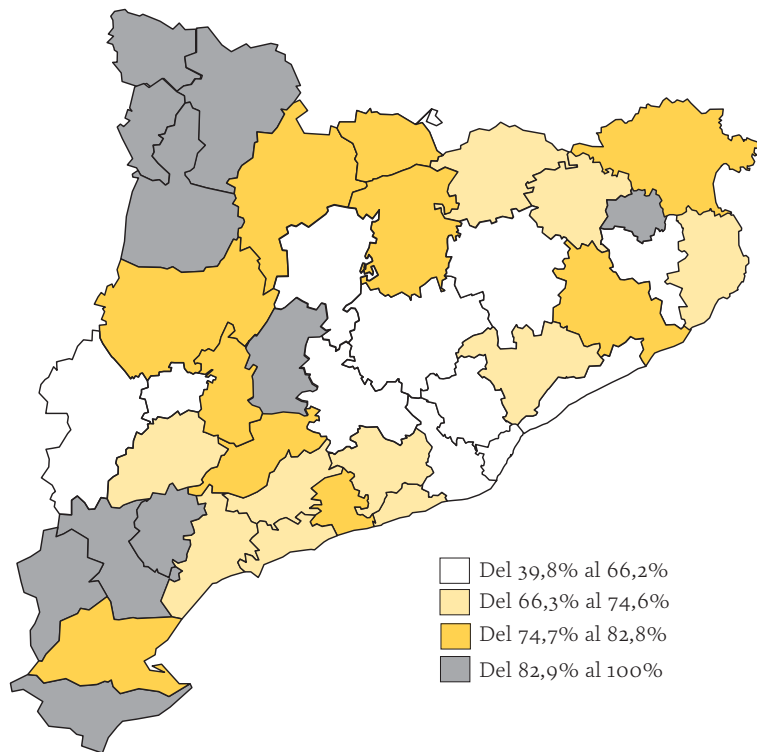 Del 39,8% al 66,2%
Del 66,3% al 74,6%
Del 74,7% al 82,8%
Del 82,9% al 100%